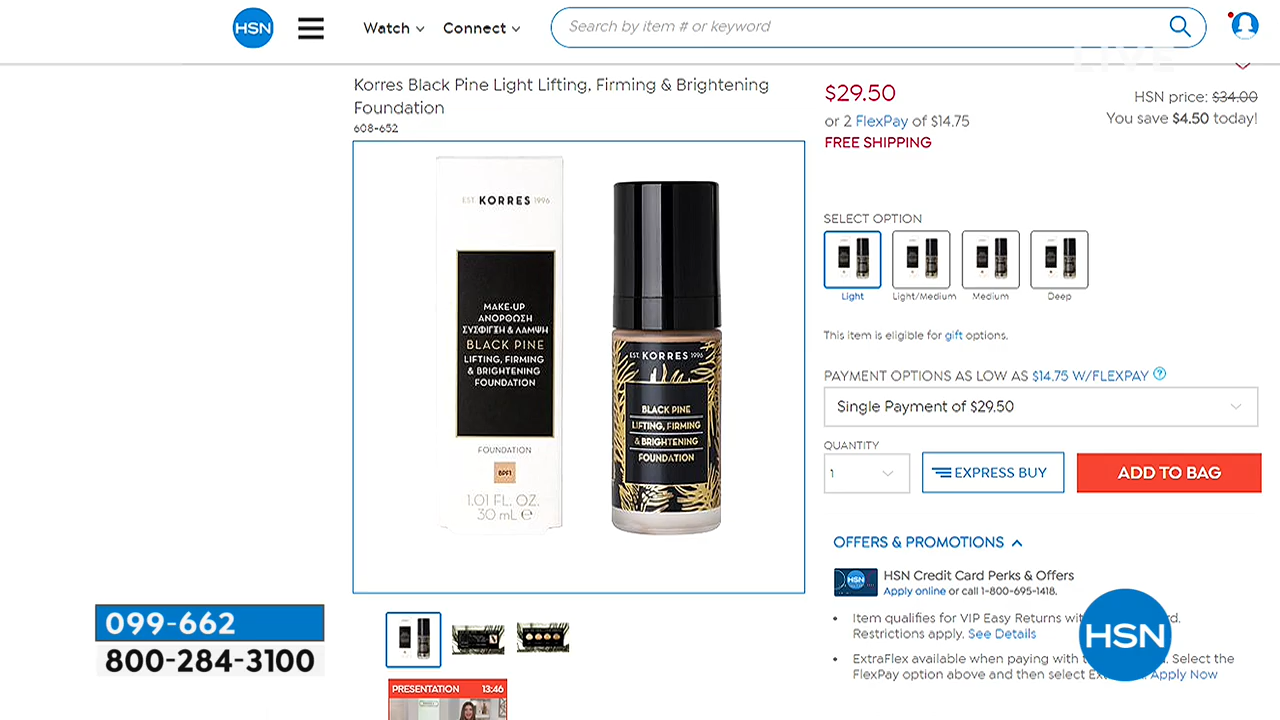 HSN
Watch
Connect
Search by item # or keyword
LIVE
Korres Black Pine Light Lifting, Firming & Brightening
Foundation
608-652
$29.50
HSN price: $34.00
or 2 FlexPay of $14.75
You save $4.50 today!
FREE SHIPPING
EST. KORRES 1996
MAKE-UP
ΑΝΟΡΘΩΣΗ
ΣΥΣΦΙΓΞΗ & ΛΑΜΨΗ
BLACK PINE
LIFTING, FIRMING
& BRIGHTENING
FOUNDATION
FOUNDATION
BPF1
1.01 FL. OZ.
30 mL e
EST. KORRES 1996
BLACK PINE
LIFTING, FIRMING
& BRIGHTENING
FOUNDATION
SELECT OPTION
Light
Light/Medium
Medium
Deep
This item is eligible for gift options.
PAYMENT OPTIONS AS LOW AS $14.75 W/FLEXPAY ?
Single Payment of $29.50
QUANTITY
1
EXPRESS BUY
ADD TO BAG
OFFERS & PROMOTIONS
HSN
HSN Credit Card Perks & Offers
Apply online or call 1-800-695-1418.
• Item qualifies for VIP Easy Returns
Restrictions apply. See Details
• ExtraFlex available when paying with Select the
FlexPay option above and then select Apply Now
HSN
099-662
800-284-3100
PRESENTATION 13:46